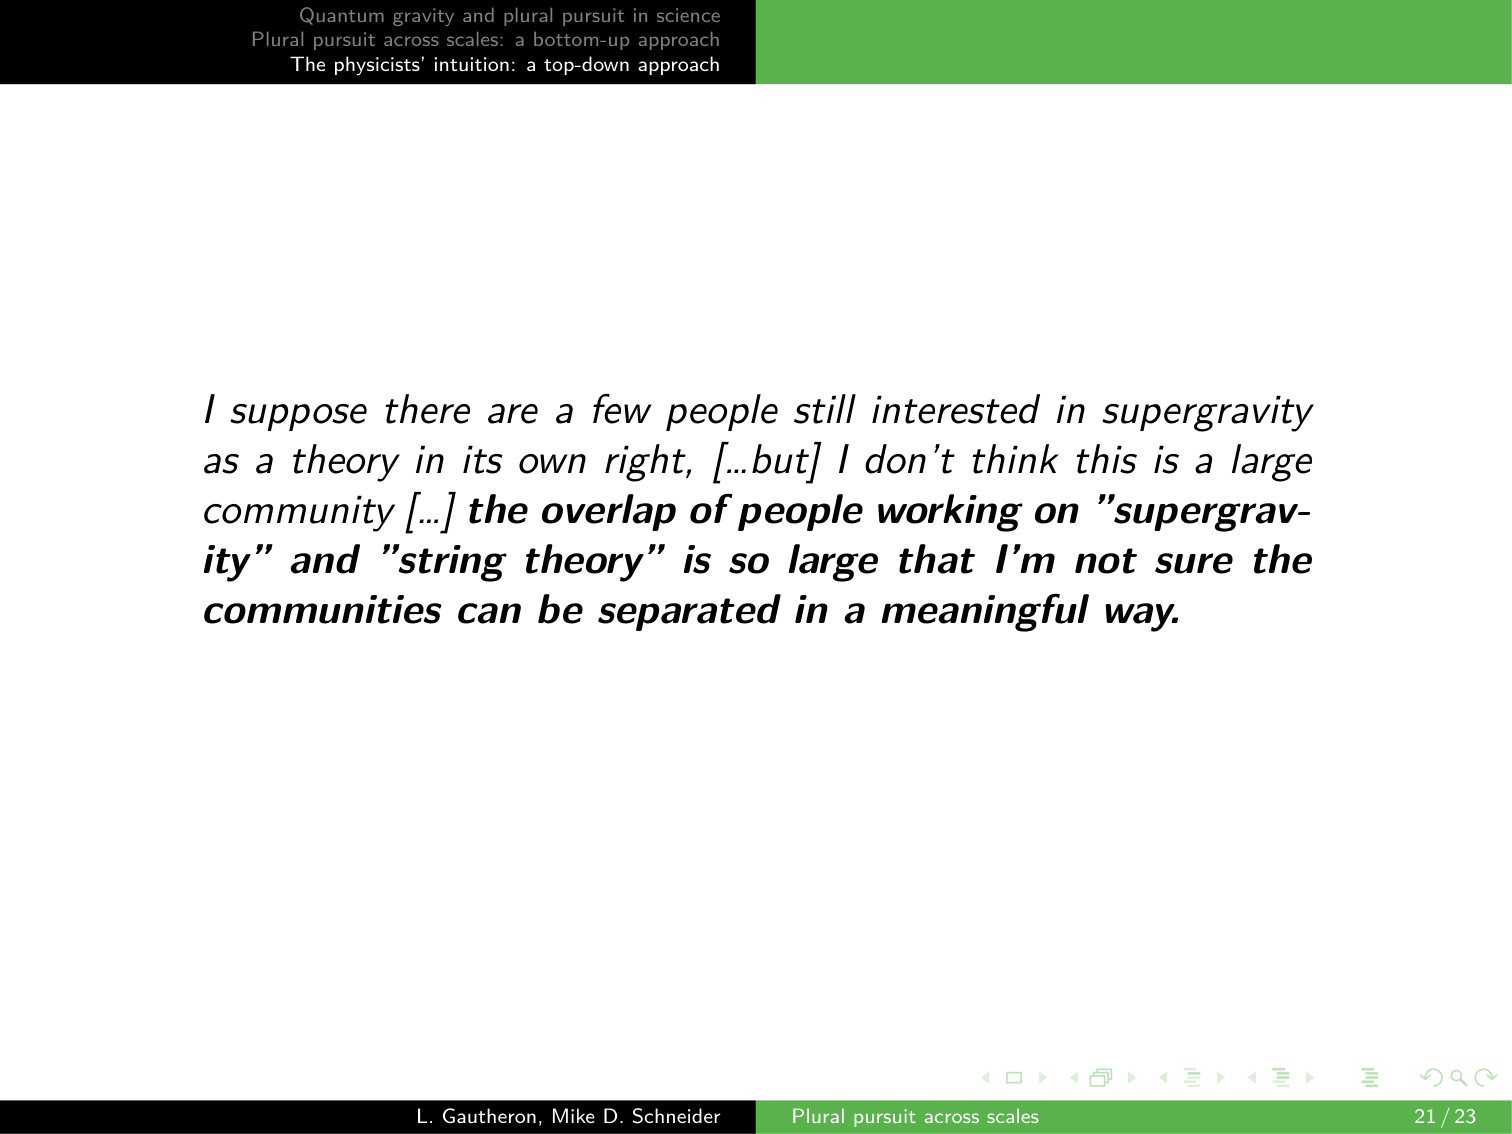 Quantum gravity and plural pursuit in science
Plural pursuit across scales: a bottom-up approach
The physicists' intuition: a top-down approach
I suppose there are a few people still interested in supergravity
as a theory in its own right, […but] I don't think this is a large
community […] the overlap of people working on ”supergrav-
ity” and ”string theory” is so large that I'm not sure the
communities can be separated in a meaningful way.
L. Gautheron, Mike D. Schneider
Plural pursuit across scales
21 / 23